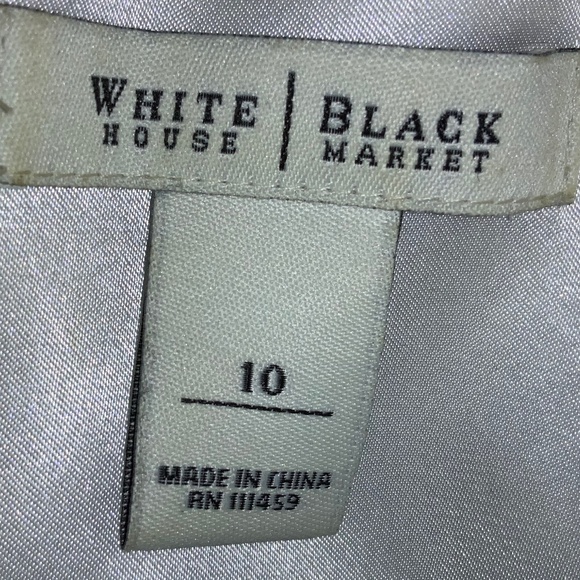 WHITE | BLACK
HOUSE MARKET
10
MADE IN CHINA
RN 111459